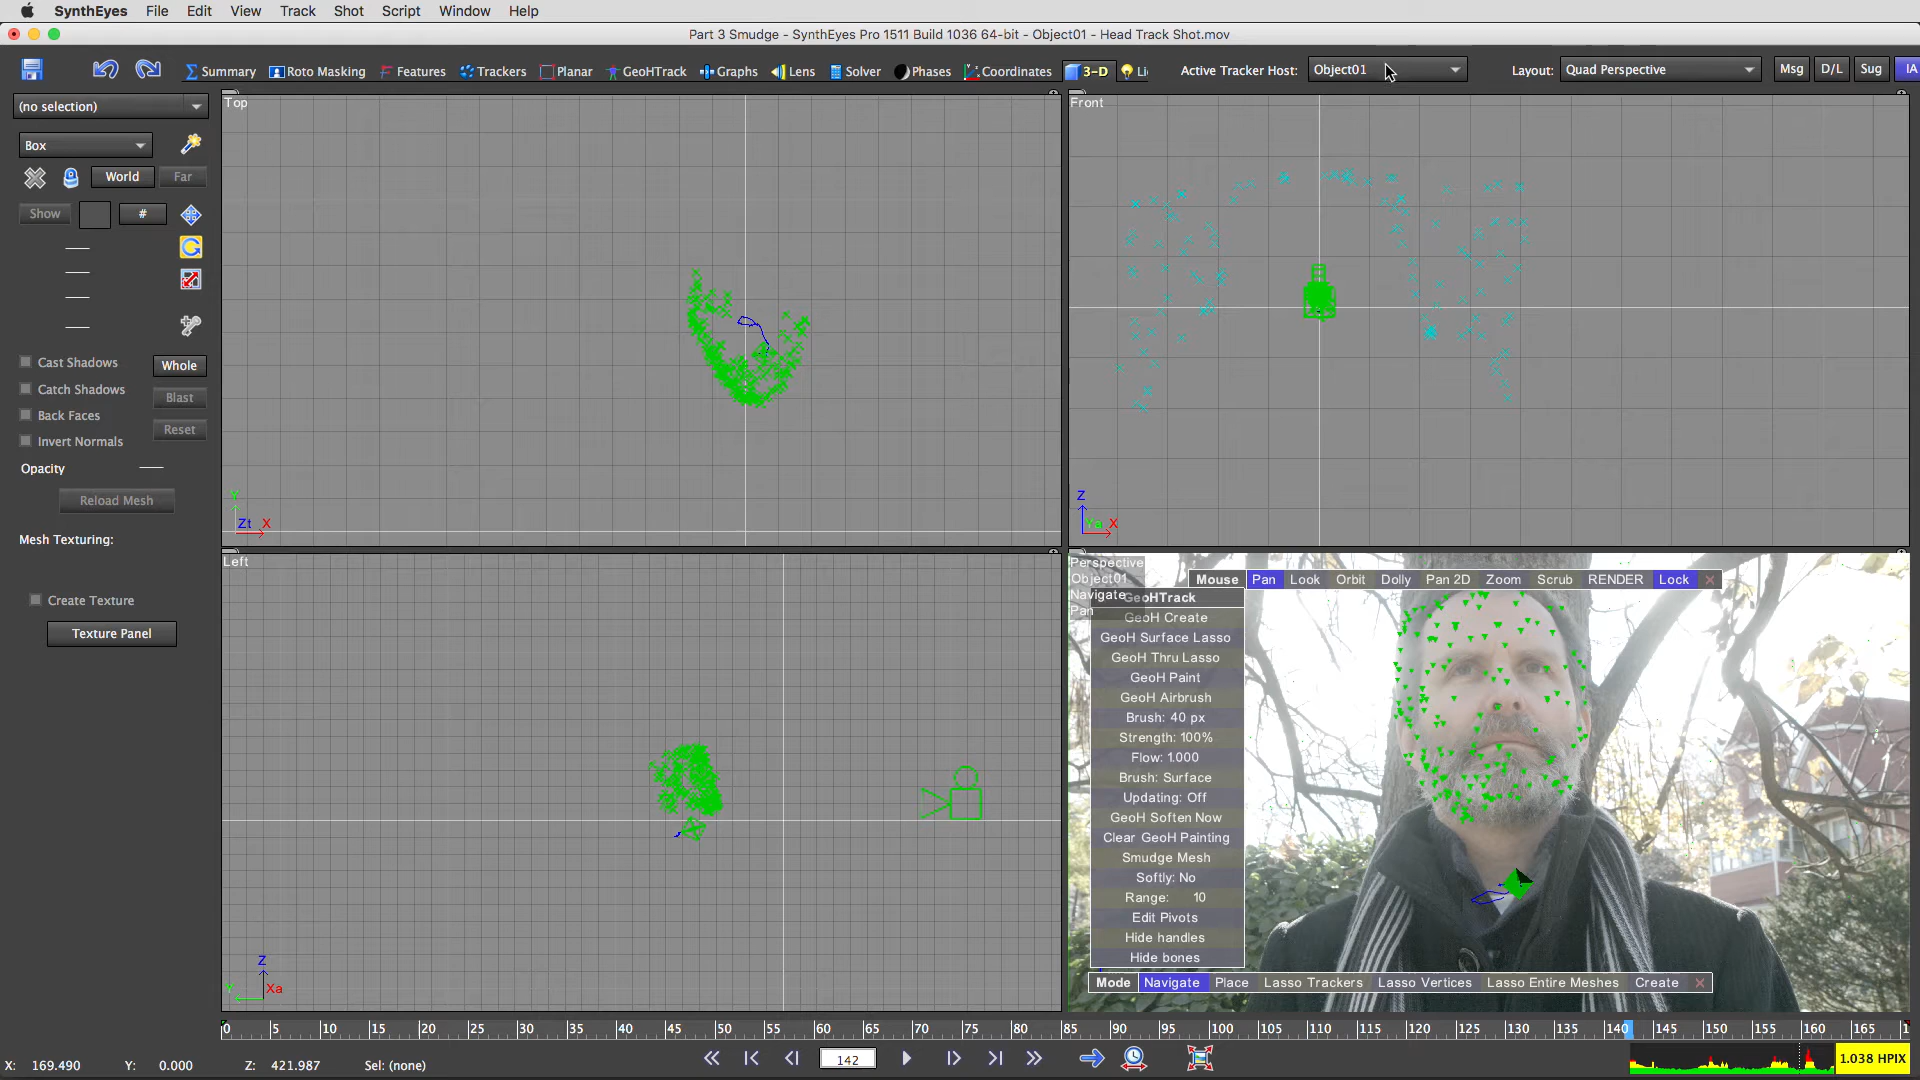 SynthEyes File Edit View Track Shot Script Window Help
Part 3 Smudge - SynthEyes Pro 1511 Build 1036 64-bit - Object01 - Head Track Shot.mov
Summary Roto Masking Features Trackers Planar GeoHTrack Graphs Lens Solver Phases Coordinates 3-D Li Active Tracker Host: Object01 Layout: Quad Perspective Msg D/L Sug IA
(no selection)
Box
World Far
Show #
Cast Shadows Whole
Catch Shadows Blast
Back Faces
Reset
Invert Normals
Opacity
Reload Mesh
Mesh Texturing:
Create Texture
Texture Panel
Top
Y
Zt X
Front
Z
Ya X
Left
Z
Y Xa
Perspective
Object01
Navigate
Pan
Mouse Pan Look Orbit Dolly Pan 2D Zoom Scrub RENDER Lock X
GeoHTrack
GeoH Create
GeoH Surface Lasso
GeoH Thru Lasso
GeoH Paint
GeoH Airbrush
Brush: 40 px
Strength: 100%
Flow: 1.000
Brush: Surface
Updating: Off
GeoH Soften Now
Clear GeoH Painting
Smudge Mesh
Softly: No
Range: 10
Edit Pivots
Hide handles
Hide bones
Mode Navigate Place Lasso Trackers Lasso Vertices Lasso Entire Meshes Create X
0 5 10 15 20 25 30 35 40 45 50 55 60 65 70 75 80 85 90 95 100 105 110 115 120 125 130 135 140 145 150 155 160 165
X: 169.490 Y: 0.000 Z: 421.987 Sel: (none) 142 1.038 HPIX